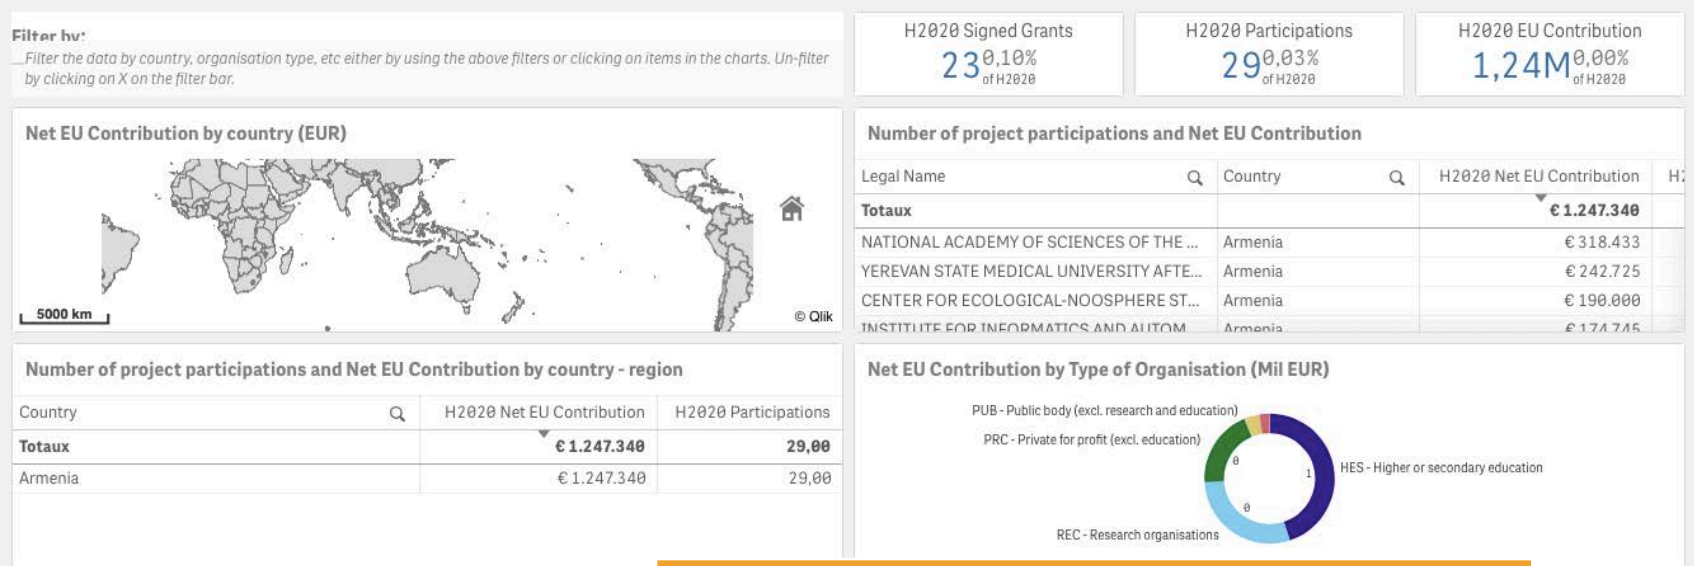 Filter by:
Filter the data by country, organisation type, etc either by using the above filters or clicking on items in the charts. Un-filter
by clicking on X on the filter bar.
H2020 Signed Grants
23 0,10%
of H2020
H2020 Participations
29 0,03%
of H2020
H2020 EU Contribution
1,24M 0,00%
of H2020
Net EU Contribution by country (EUR)
5000 km
© Qlik
Number of project participations and Net EU Contribution
Legal Name Country H2020 Net EU Contribution H2
Totaux € 1.247.340
NATIONAL ACADEMY OF SCIENCES OF THE ... Armenia € 318.433
YEREVAN STATE MEDICAL UNIVERSITY AFTE... Armenia € 242.725
CENTER FOR ECOLOGICAL-NOOSPHERE ST... Armenia € 190.000
INSTITUTE FOR INFORMATICS AND AUTOM Armenia € 174.745
Number of project participations and Net EU Contribution by country - region
Country H2020 Net EU Contribution H2020 Participations
Totaux € 1.247.340 29,00
Armenia € 1.247.340 29,00
Net EU Contribution by Type of Organisation (Mil EUR)
PUB - Public body (excl. research and education)
PRC - Private for profit (excl. education)
0
1
HES - Higher or secondary education
0
REC - Research organisations